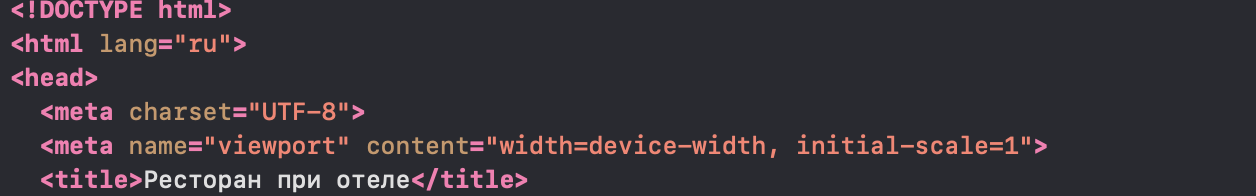 <!DOCTYPE html>
<html lang="ru">
<head>
<meta charset="UTF-8">
<meta name="viewport" content="width=device-width, initial-scale=1">
<title>Ресторан при отеле</title>